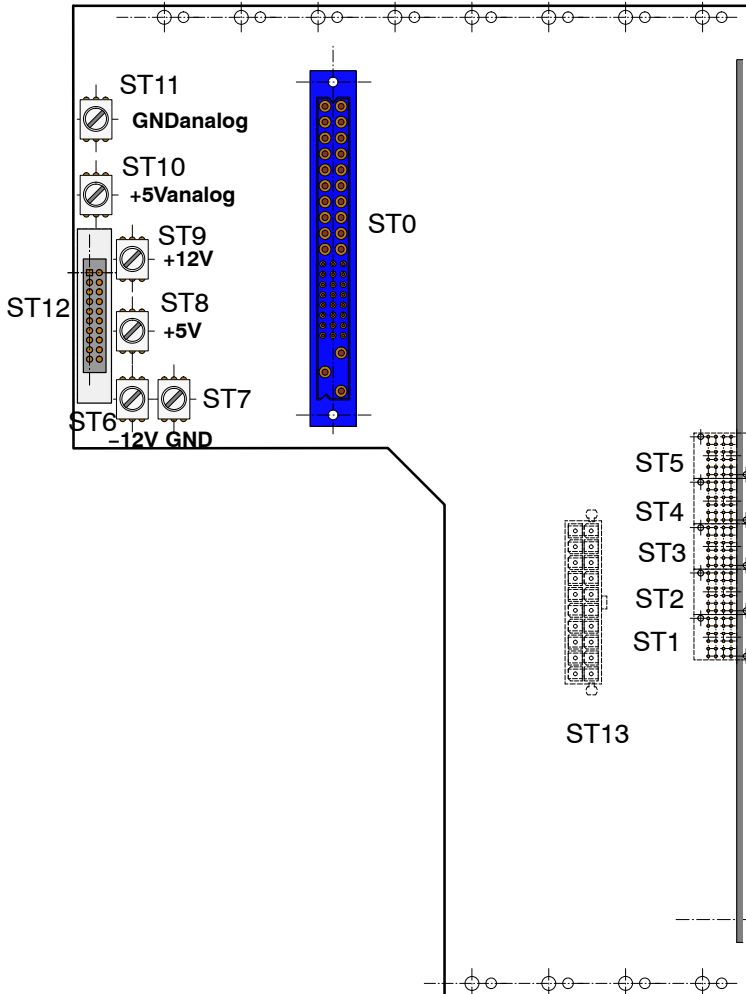 ST11
GNDanalog
ST10
+5Vanalog
ST0
ST9
+12V
ST12
ST8
+5V
ST6
ST7
−12V GND
ST5
ST4
ST3
ST2
ST1
ST13